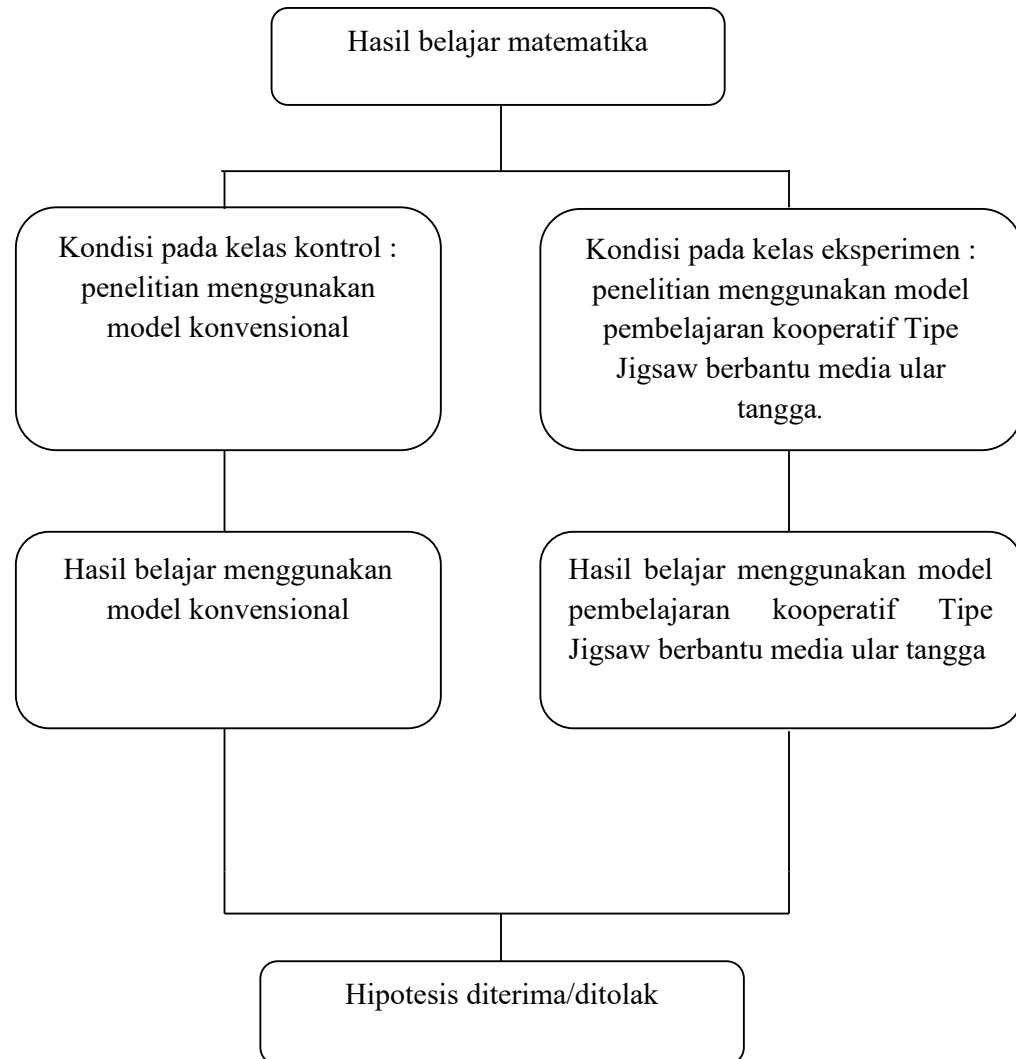 Hasil belajar matematika
Kondisi pada kelas kontrol :
penelitian menggunakan
model konvensional
Kondisi pada kelas eksperimen :
penelitian menggunakan model
pembelajaran kooperatif Tipe
Jigsaw berbantu media ular
tangga.
Hasil belajar menggunakan
model konvensional
Hasil belajar menggunakan model
pembelajaran kooperatif Tipe
Jigsaw berbantu media ular tangga
Hipotesis diterima/ditolak